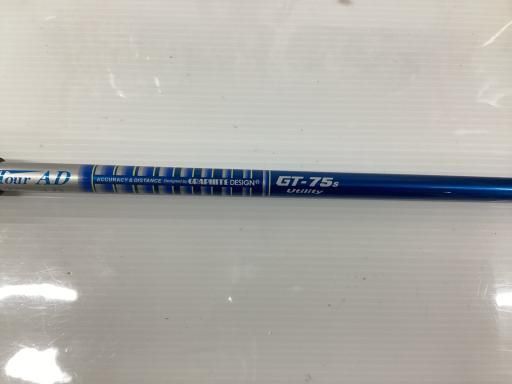 Tour AD
ACCURACY & DISTANCE Designed by GRAPHITE DESIGN®
GT-75s
Utility